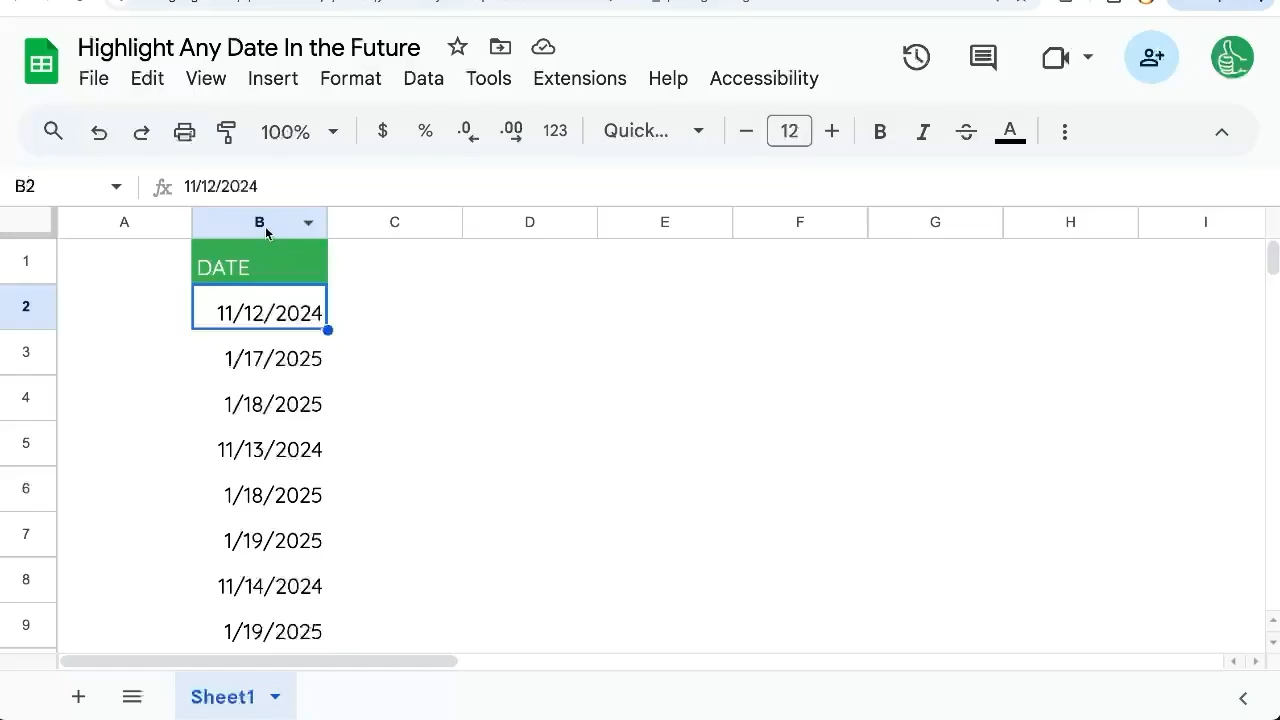 Highlight Any Date In the Future
File Edit View Insert Format Data Tools Extensions Help Accessibility
100% $ % .0 .00 123 Quick... 12 B I S A
B2 fx 11/12/2024
A B C D E F G H I
1 DATE
2 11/12/2024
3 1/17/2025
4 1/18/2025
5 11/13/2024
6 1/18/2025
7 1/19/2025
8 11/14/2024
9 1/19/2025
Sheet1